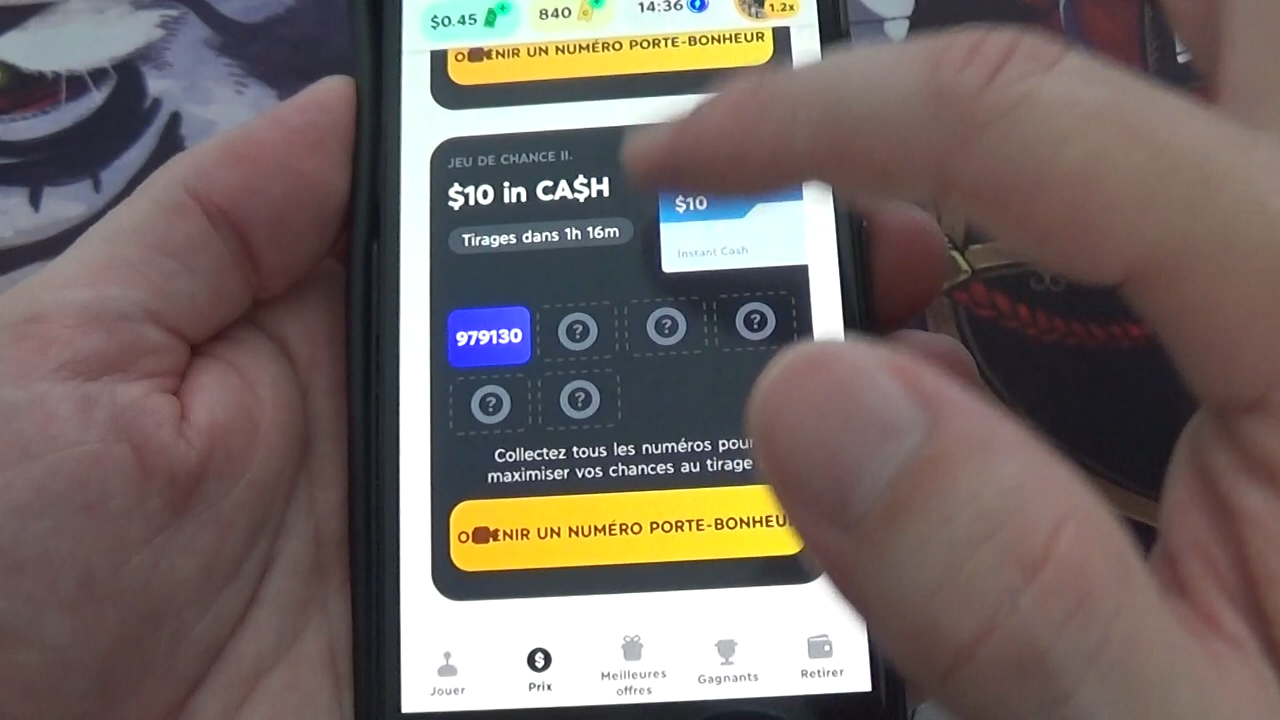 $0.45
840
14:36
1.2x
NIR UN NUMÉRO PORTE-BONHEUR
JEU DE CHANCE II.
$10 in CA$H
Tirages dans 1h 16m
$10
Instant Cash
979130 ? ? ?
? ?
Collectez tous les numéros pour
maximiser vos chances au tirage
NIR UN NUMÉRO PORTE-BONHEU
Jouer
Prix
Meilleures
offres
Gagnants
Retirer